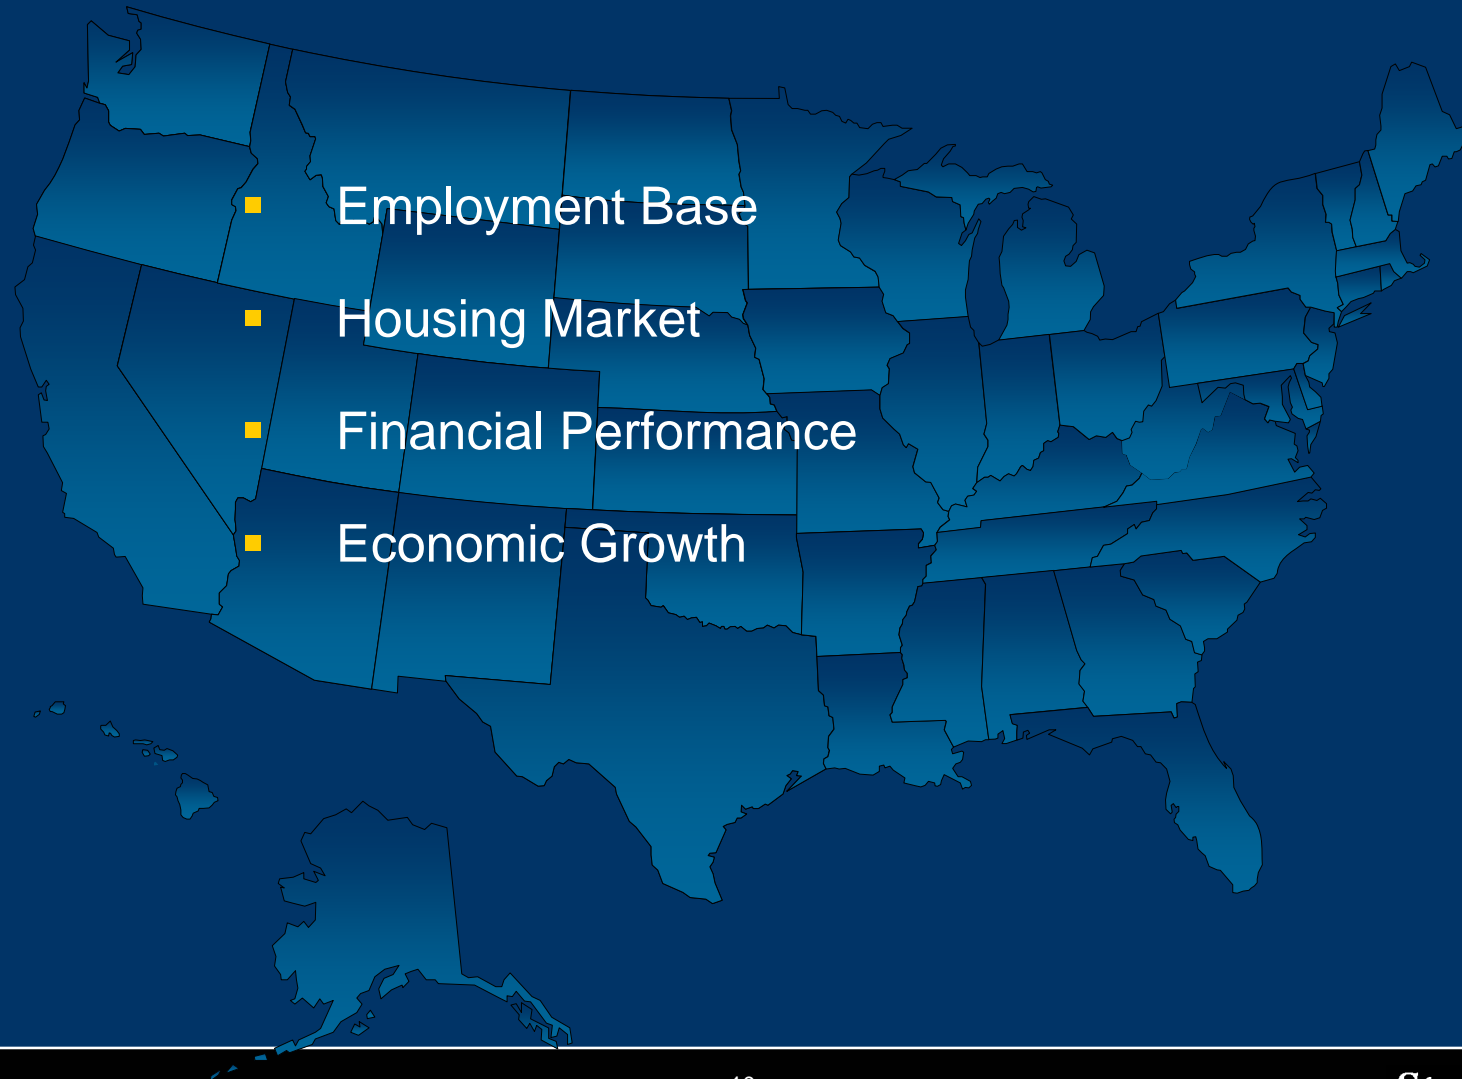 Employment Base
Housing Market
Financial Performance
Economic Growth